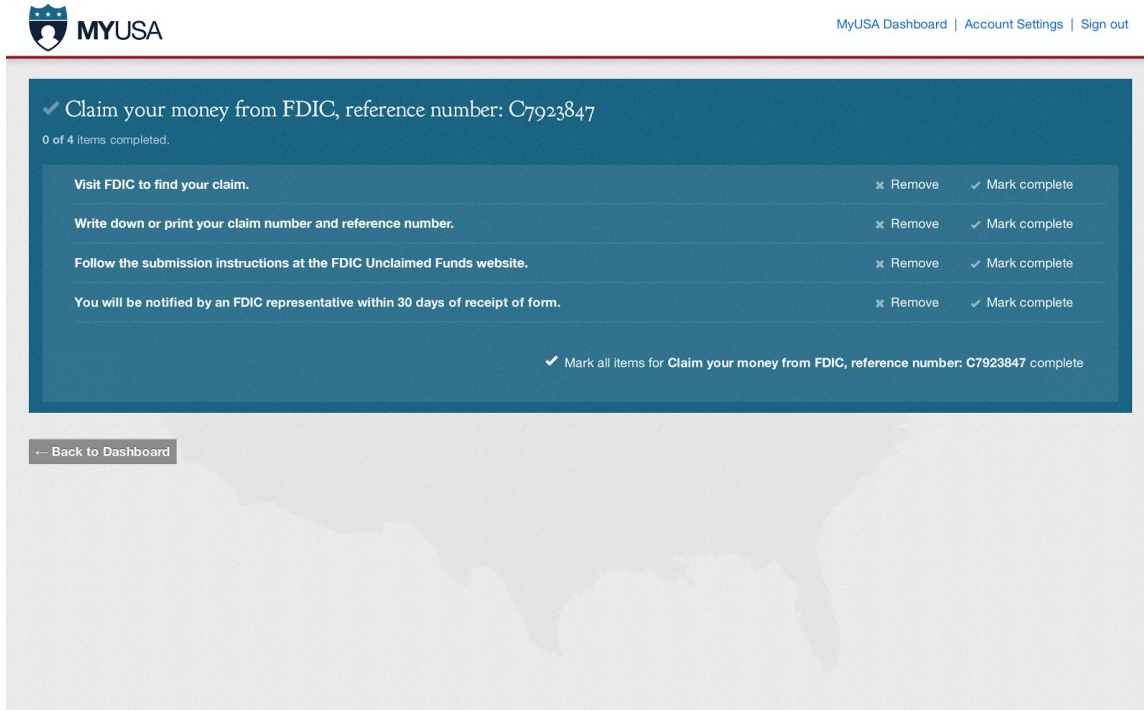 MYUSA
MyUSA Dashboard | Account Settings | Sign out
✔ Claim your money from FDIC, reference number: C7923847
0 of 4 items completed.
Visit FDIC to find your claim. ✖ Remove ✔ Mark complete
Write down or print your claim number and reference number. ✖ Remove ✔ Mark complete
Follow the submission instructions at the FDIC Unclaimed Funds website. ✖ Remove ✔ Mark complete
You will be notified by an FDIC representative within 30 days of receipt of form. ✖ Remove ✔ Mark complete
✔ Mark all items for Claim your money from FDIC, reference number: C7923847 complete
← Back to Dashboard